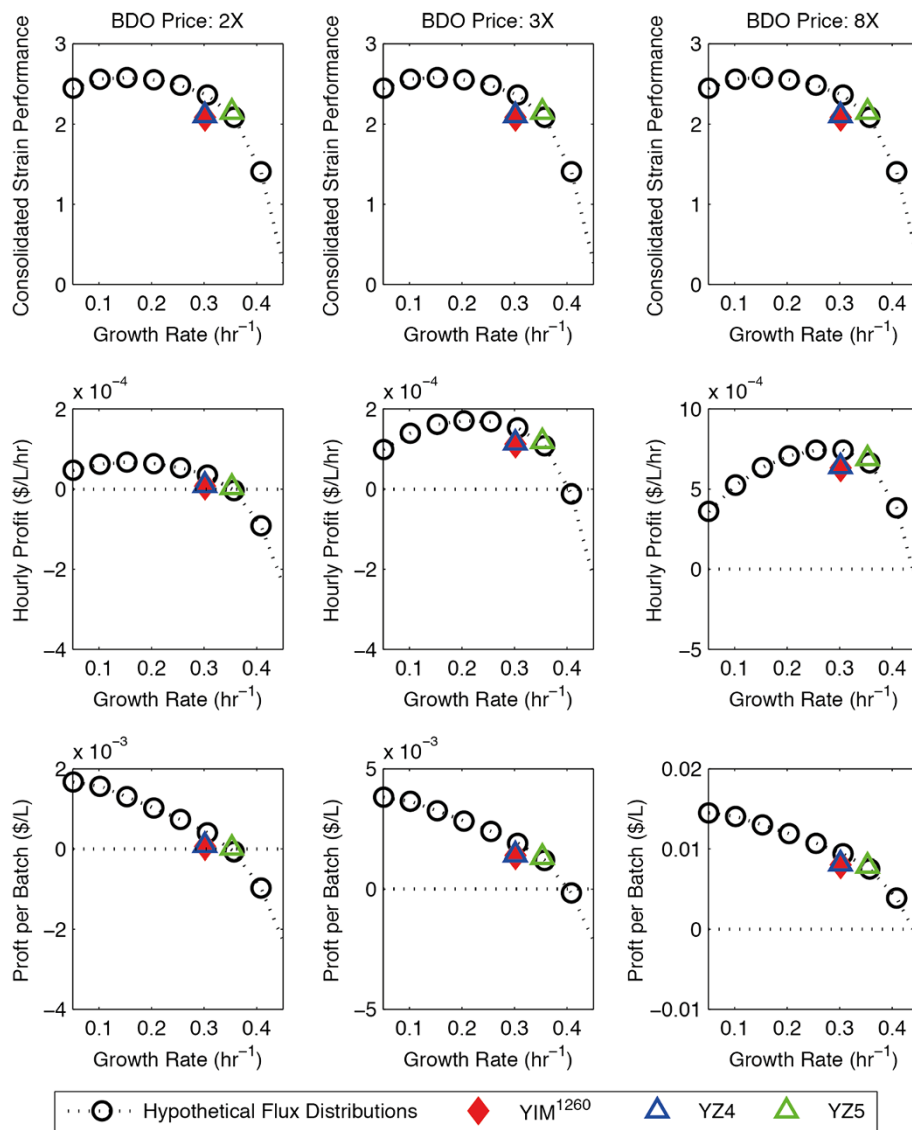 BDO Price: 2X
BDO Price: 3X
BDO Price: 8X
Consolidated Strain Performance
3
2
1
0
0.1 0.2 0.3 0.4
Growth Rate (hr⁻¹)
Consolidated Strain Performance
3
2
1
0
0.1 0.2 0.3 0.4
Growth Rate (hr⁻¹)
Consolidated Strain Performance
3
2
1
0
0.1 0.2 0.3 0.4
Growth Rate (hr⁻¹)
x 10⁻⁴
Hourly Profit ($/L/hr)
2
0
−2
−4
0.1 0.2 0.3 0.4
Growth Rate (hr⁻¹)
x 10⁻⁴
Hourly Profit ($/L/hr)
2
0
−2
−4
0.1 0.2 0.3 0.4
Growth Rate (hr⁻¹)
x 10⁻⁴
Hourly Profit ($/L/hr)
10
5
0
−5
0.1 0.2 0.3 0.4
Growth Rate (hr⁻¹)
x 10⁻³
Proft per Batch ($/L)
2
0
−2
−4
0.1 0.2 0.3 0.4
Growth Rate (hr⁻¹)
x 10⁻³
Proft per Batch ($/L)
5
0
−5
0.1 0.2 0.3 0.4
Growth Rate (hr⁻¹)
Proft per Batch ($/L)
0.02
0.01
0
−0.01
0.1 0.2 0.3 0.4
Growth Rate (hr⁻¹)
Hypothetical Flux Distributions YIM¹²⁶⁰ YZ4 YZ5